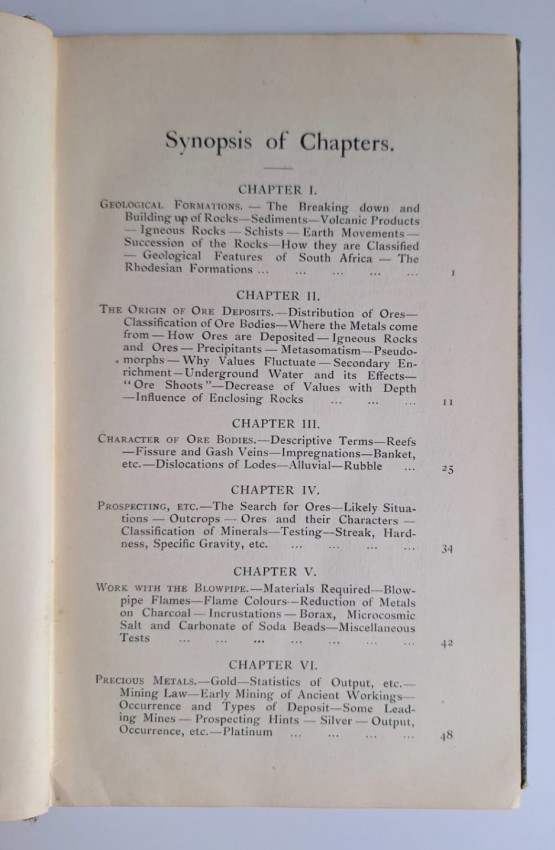 Synopsis of Chapters.
CHAPTER I.
GEOLOGICAL FORMATIONS. — The Breaking down and
Building up of Rocks—Sediments—Volcanic Products
— Igneous Rocks — Schists — Earth Movements —
Succession of the Rocks—How they are Classified
— Geological Features of South Africa — The
Rhodesian Formations ... ... ... ... ... 1
CHAPTER II.
THE ORIGIN OF ORE DEPOSITS.—Distribution of Ores—
Classification of Ore Bodies—Where the Metals come
from — How Ores are Deposited — Igneous Rocks
and Ores — Precipitants — Metasomatism — Pseudo-
morphs — Why Values Fluctuate — Secondary En-
richment—Underground Water and its Effects—
"Ore Shoots"—Decrease of Values with Depth
—Influence of Enclosing Rocks ... ... ... 11
CHAPTER III.
CHARACTER OF ORE BODIES.—Descriptive Terms—Reefs
—Fissure and Gash Veins—Impregnations—Banket,
etc.—Dislocations of Lodes—Alluvial—Rubble ... 25
CHAPTER IV.
PROSPECTING, ETC.—The Search for Ores—Likely Situa-
tions — Outcrops — Ores and their Characters —
Classification of Minerals—Testing—Streak, Hard-
ness, Specific Gravity, etc. ... ... ... ... 34
CHAPTER V.
WORK WITH THE BLOWPIPE.—Materials Required—Blow-
pipe Flames—Flame Colours—Reduction of Metals
on Charcoal — Incrustations — Borax, Microcosmic
Salt and Carbonate of Soda Beads—Miscellaneous
Tests ... ... ... ... ... ... ... 42
CHAPTER VI.
PRECIOUS METALS.—Gold—Statistics of Output, etc.—
Mining Law—Early Mining of Ancient Workings—
Occurrence and Types of Deposit—Some Lead-
ing Mines — Prospecting Hints — Silver — Output,
Occurrence, etc.—Platinum ... ... ... ... 48